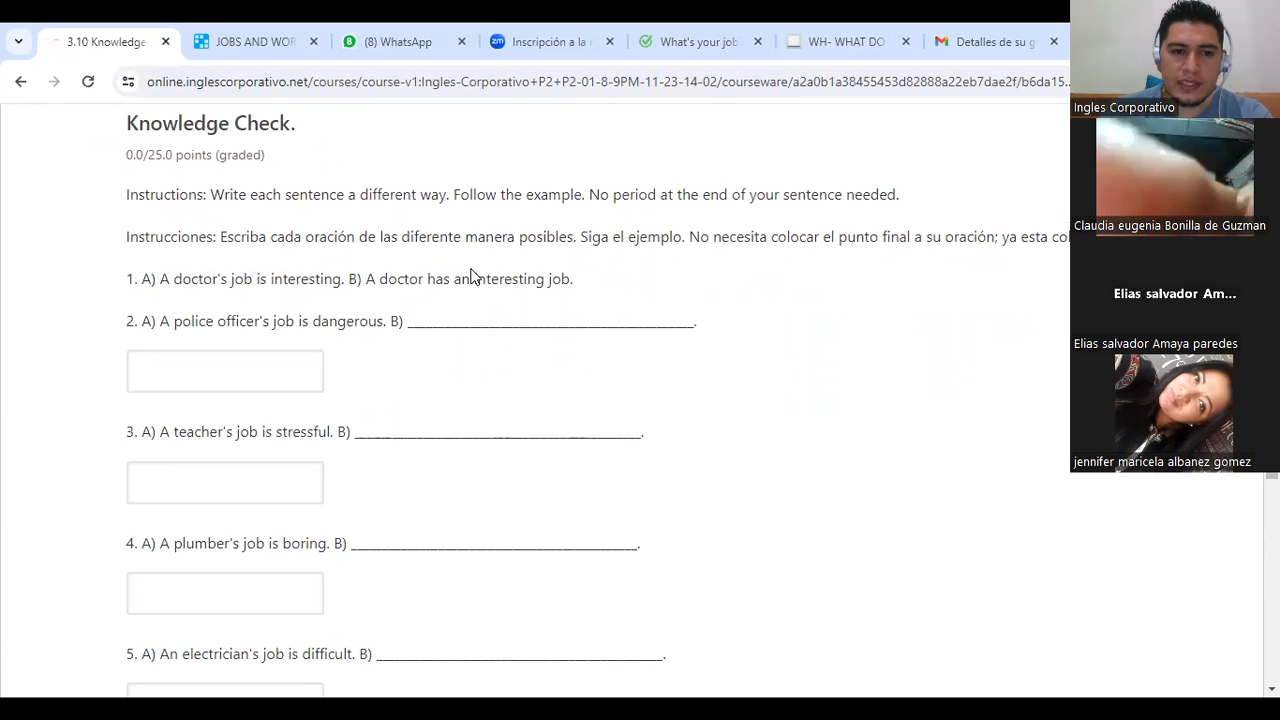 3.10 Knowledge
JOBS AND WOR
(8) WhatsApp
Inscripción a la
What's your job
WH- WHAT DO
Detalles de su g
online.inglescorporativo.net/courses/course-v1:Ingles-Corporativo+P2+P2-01-8-9PM-11-23-14-02/courseware/a2a0b1a38455453d82888a22eb7dae2f/b6da15...
Knowledge Check.
0.0/25.0 points (graded)
Instructions: Write each sentence a different way. Follow the example. No period at the end of your sentence needed.
Instrucciones: Escriba cada oración de las diferente manera posibles. Siga el ejemplo. No necesita colocar el punto final a su oración; ya esta col
1. A) A doctor's job is interesting. B) A doctor has an interesting job.
2. A) A police officer's job is dangerous. B) ______________________________________.
3. A) A teacher's job is stressful. B) ______________________________________.
4. A) A plumber's job is boring. B) ______________________________________.
5. A) An electrician's job is difficult. B) ______________________________________.
Ingles Corporativo
Claudia eugenia Bonilla de Guzman
Elias salvador Am...
Elias salvador Amaya paredes
jennifer maricela albanez gomez